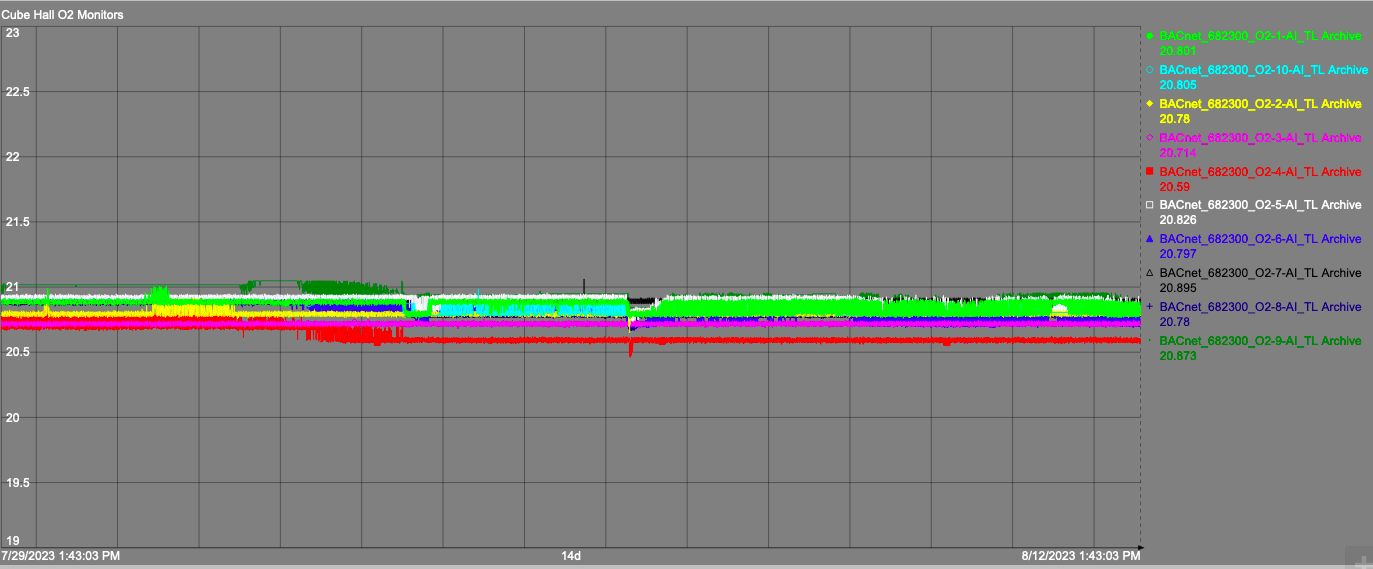 Cube Hall O2 Monitors
23
22.5
22
21.5
21
20.5
20
19.5
19
7/29/2023 1:43:03 PM
14d
8/12/2023 1:43:03 PM
BACnet_682300_O2-1-AI_TL Archive
20.801
BACnet_682300_O2-10-AI_TL Archive
20.805
BACnet_682300_O2-2-AI_TL Archive
20.78
BACnet_682300_O2-3-AI_TL Archive
20.714
BACnet_682300_O2-4-AI_TL Archive
20.59
BACnet_682300_O2-5-AI_TL Archive
20.826
BACnet_682300_O2-6-AI_TL Archive
20.797
BACnet_682300_O2-7-AI_TL Archive
20.895
BACnet_682300_O2-8-AI_TL Archive
20.78
BACnet_682300_O2-9-AI_TL Archive
20.873